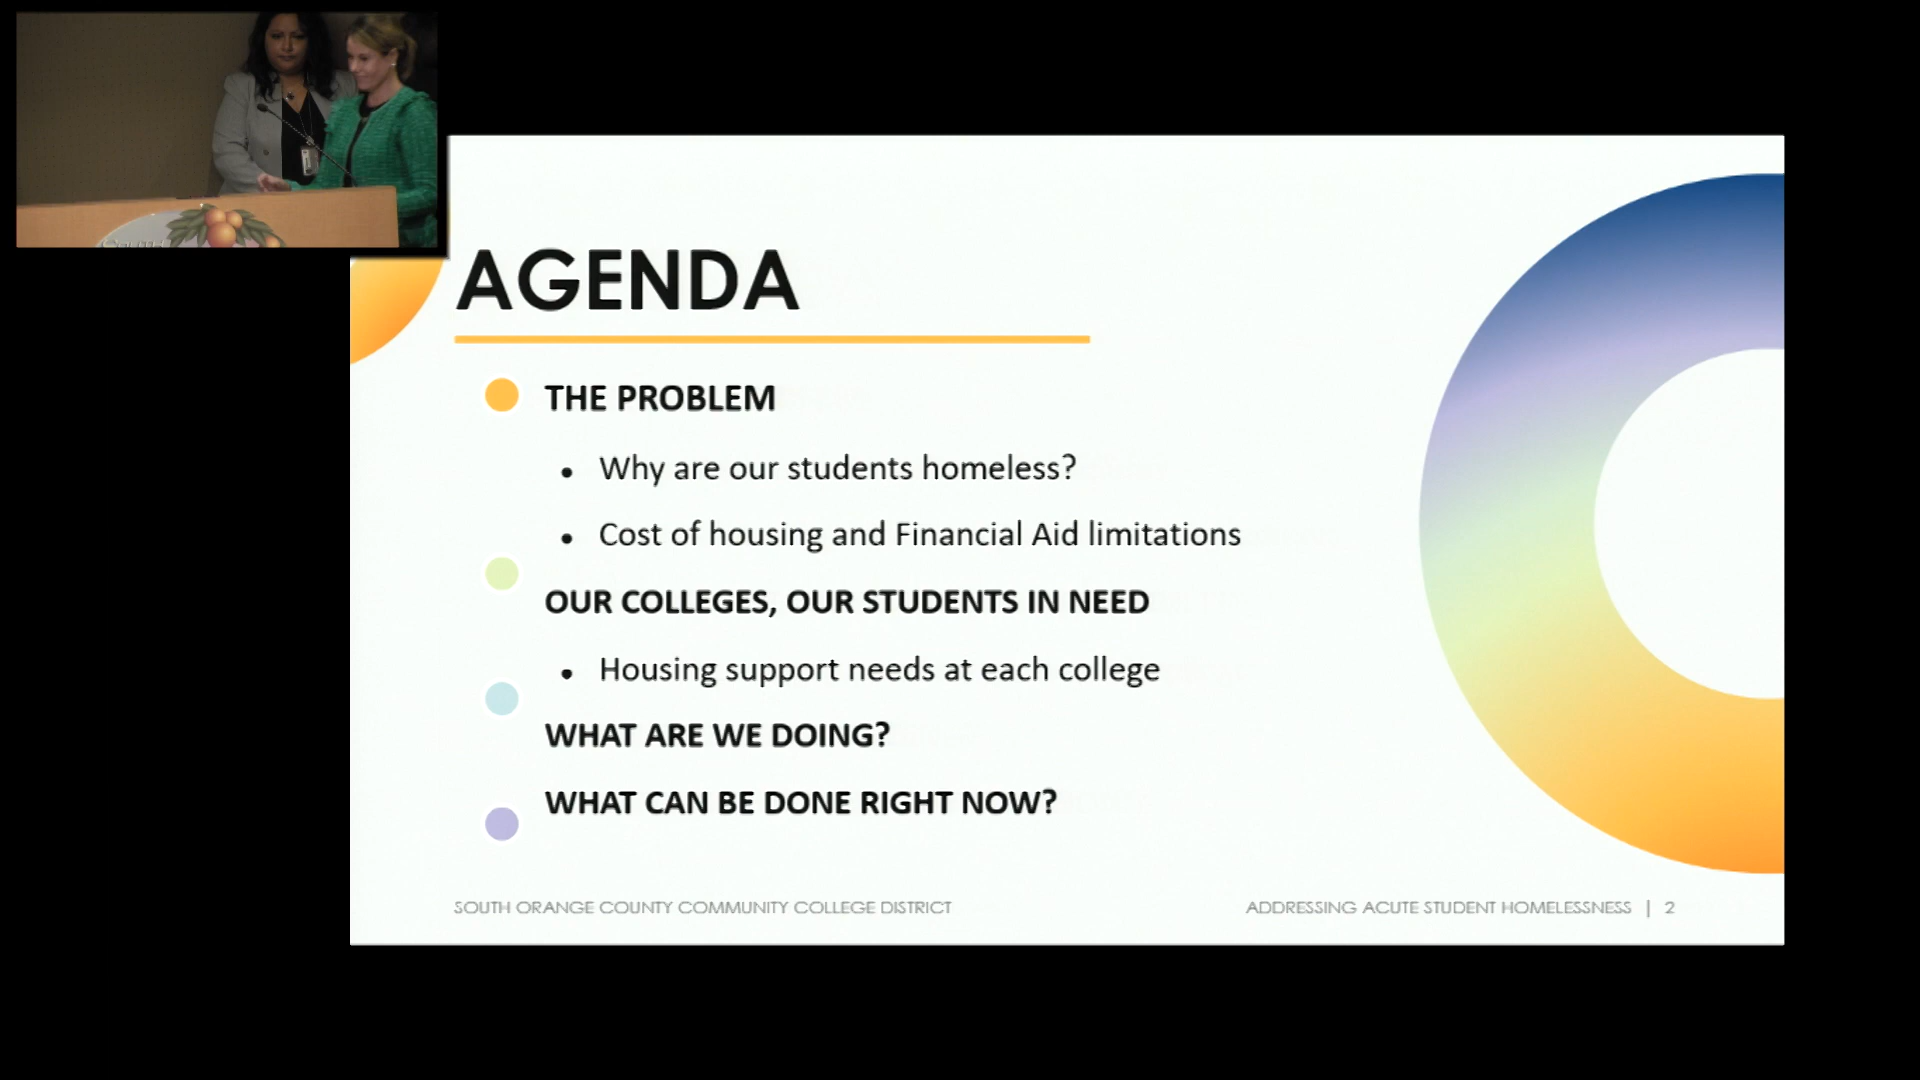 AGENDA
THE PROBLEM
Why are our students homeless?
Cost of housing and Financial Aid limitations
OUR COLLEGES, OUR STUDENTS IN NEED
Housing support needs at each college
WHAT ARE WE DOING?
WHAT CAN BE DONE RIGHT NOW?
SOUTH ORANGE COUNTY COMMUNITY COLLEGE DISTRICT
ADDRESSING ACUTE STUDENT HOMELESSNESS | 2